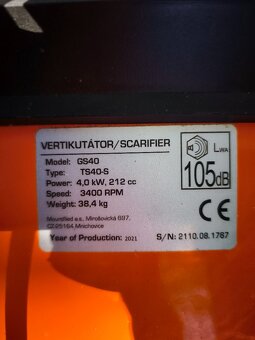 VERTIKUTÁTOR/SCARIFIER
Model: GS40
Type: TS40-S
Power: 4,0 kW, 212 cc
Speed: 3400 RPM
Weight: 38,4 kg
Mountfield a.s. Mirošovická 697,
CZ-25164 Mnichovice
Year of Production: 2021
S/N: 2110.08.1767
LWA
105dB
CE